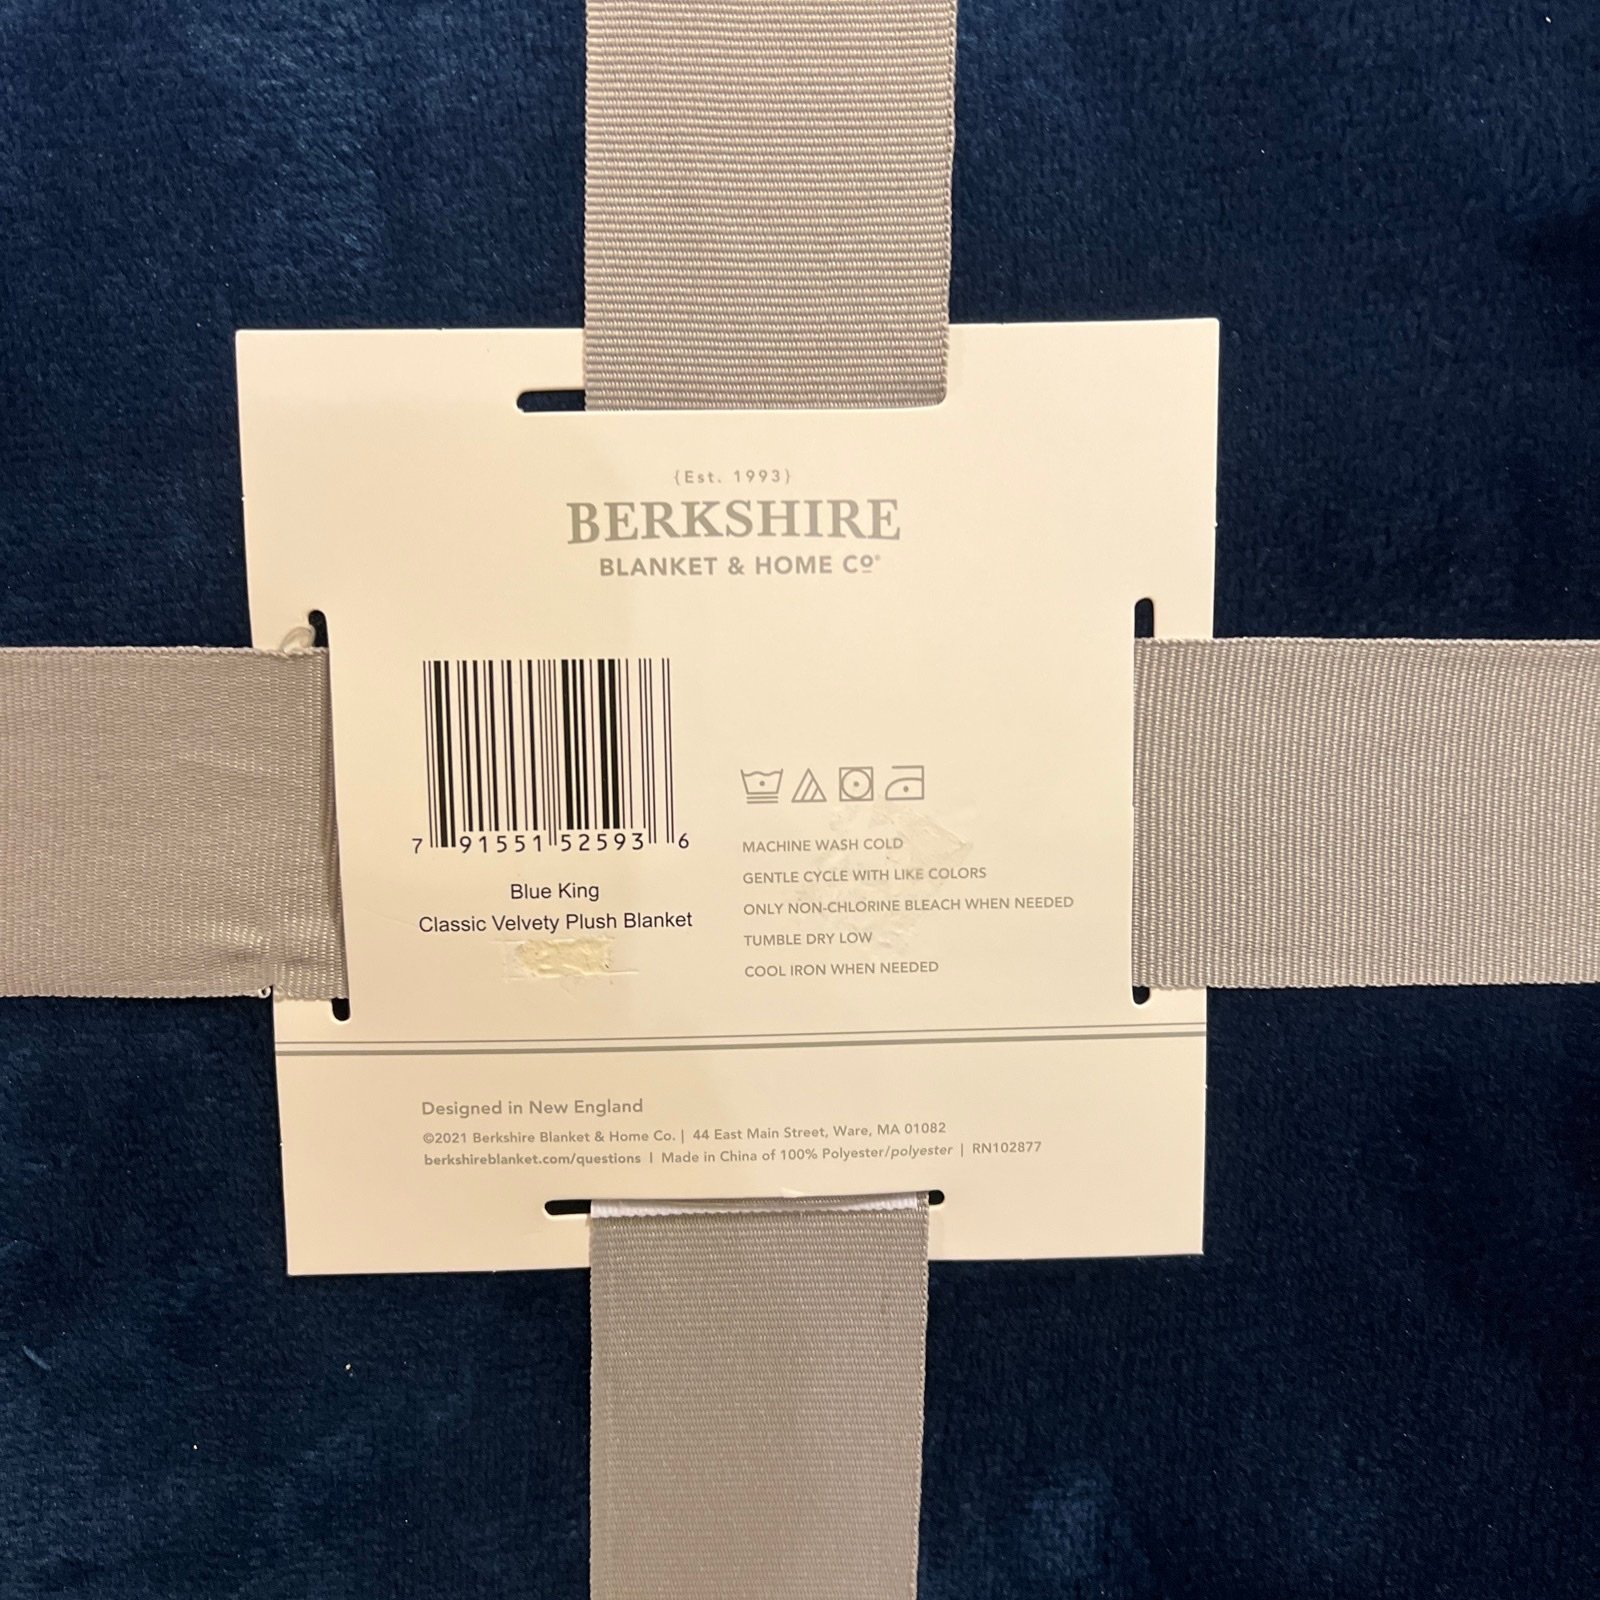 {Est. 1993}
BERKSHIRE
BLANKET & HOME Cº®
7 91551 52593 6
Blue King
Classic Velvety Plush Blanket
MACHINE WASH COLD
GENTLE CYCLE WITH LIKE COLORS
ONLY NON-CHLORINE BLEACH WHEN NEEDED
TUMBLE DRY LOW
COOL IRON WHEN NEEDED
Designed in New England
©2021 Berkshire Blanket & Home Co. | 44 East Main Street, Ware, MA 01082
berkshireblanket.com/questions | Made in China of 100% Polyester/polyester | RN102877